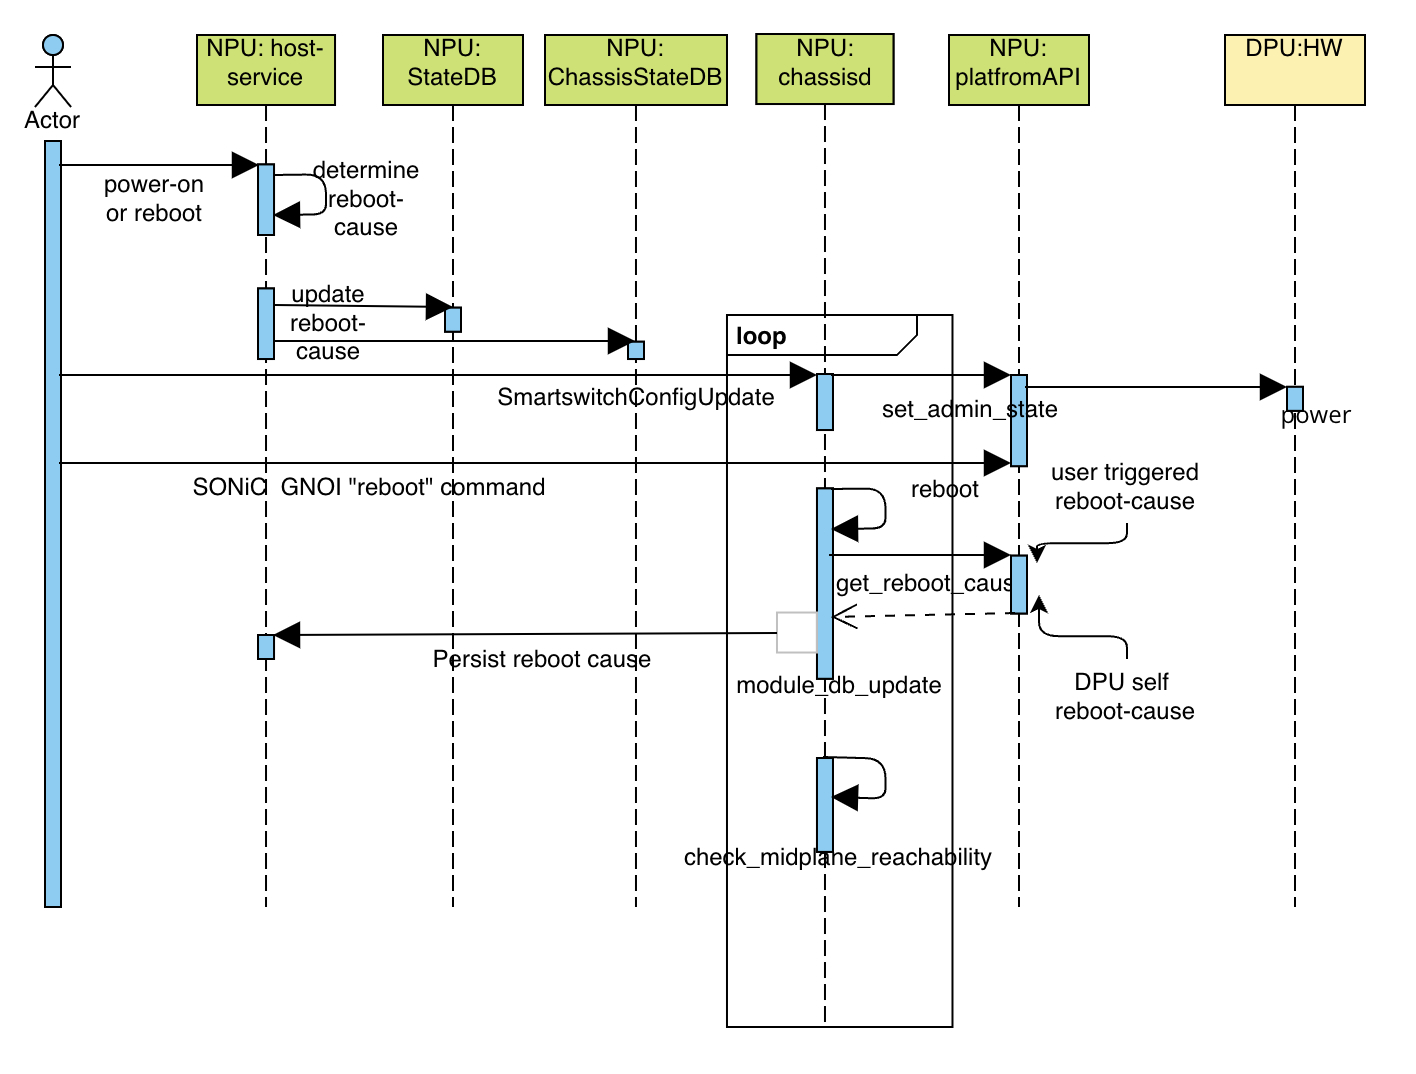 NPU: host-
service
NPU:
StateDB
NPU:
ChassisStateDB
NPU:
chassisd
NPU:
platfromAPI
DPU:HW
Actor
power-on
or reboot
determine
reboot-
cause
update
reboot-
cause
loop
SmartswitchConfigUpdate
set_admin_state
power
SONiC GNOI "reboot" command
reboot
user triggered
reboot-cause
get_reboot_caus
Persist reboot cause
module_db_update
DPU self
reboot-cause
check_midplane_reachability